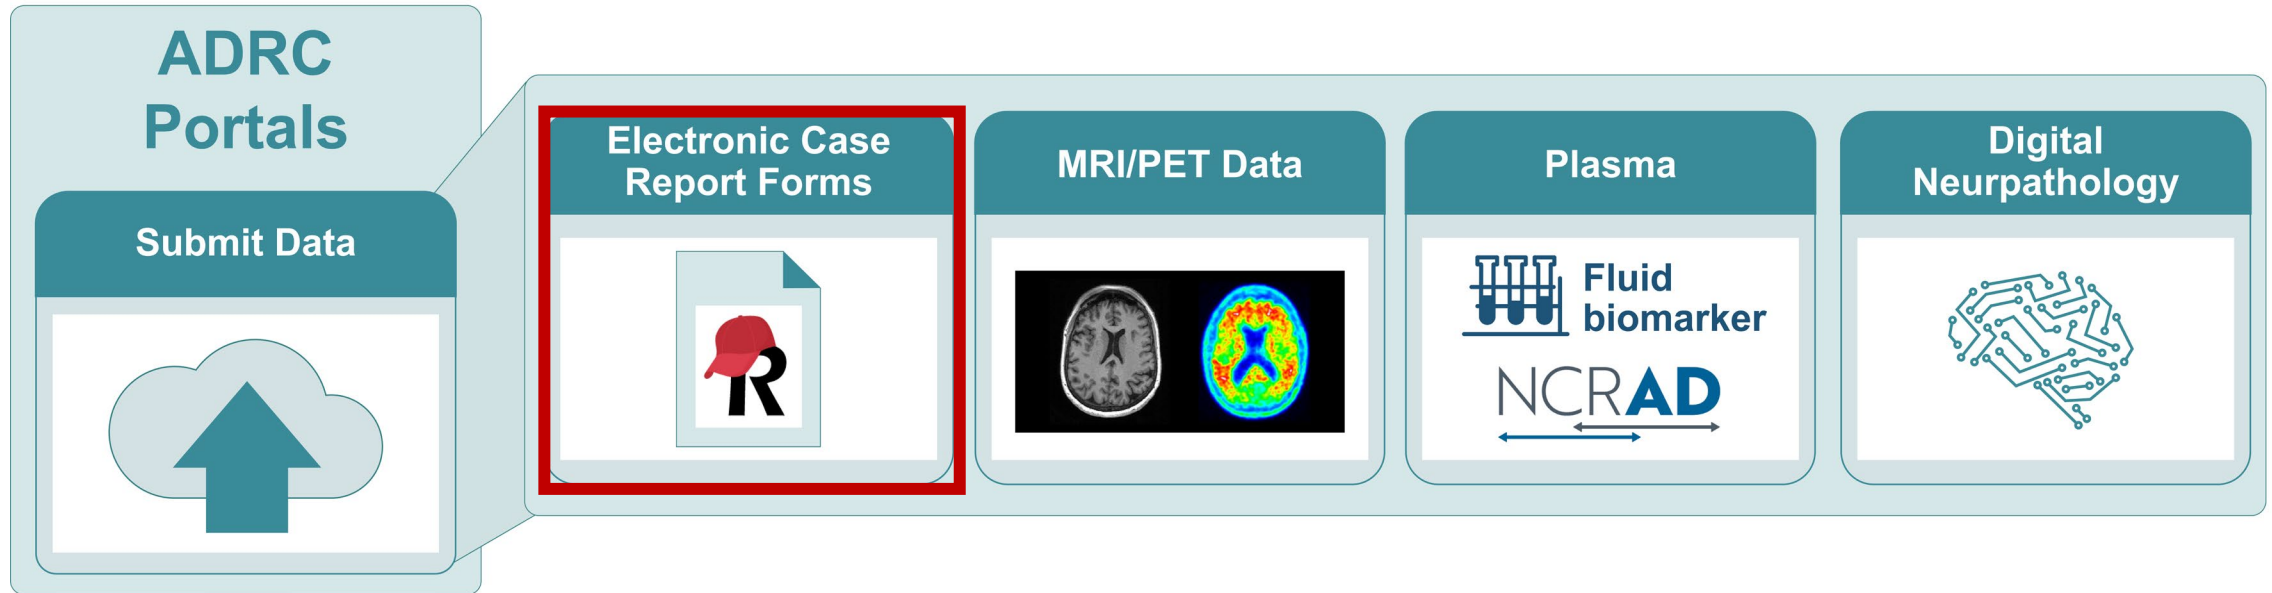 ADRC
Portals
Submit Data
Electronic Case
Report Forms
R
MRI/PET Data
Plasma
Fluid
biomarker
NCRAD
Digital
Neurpathology